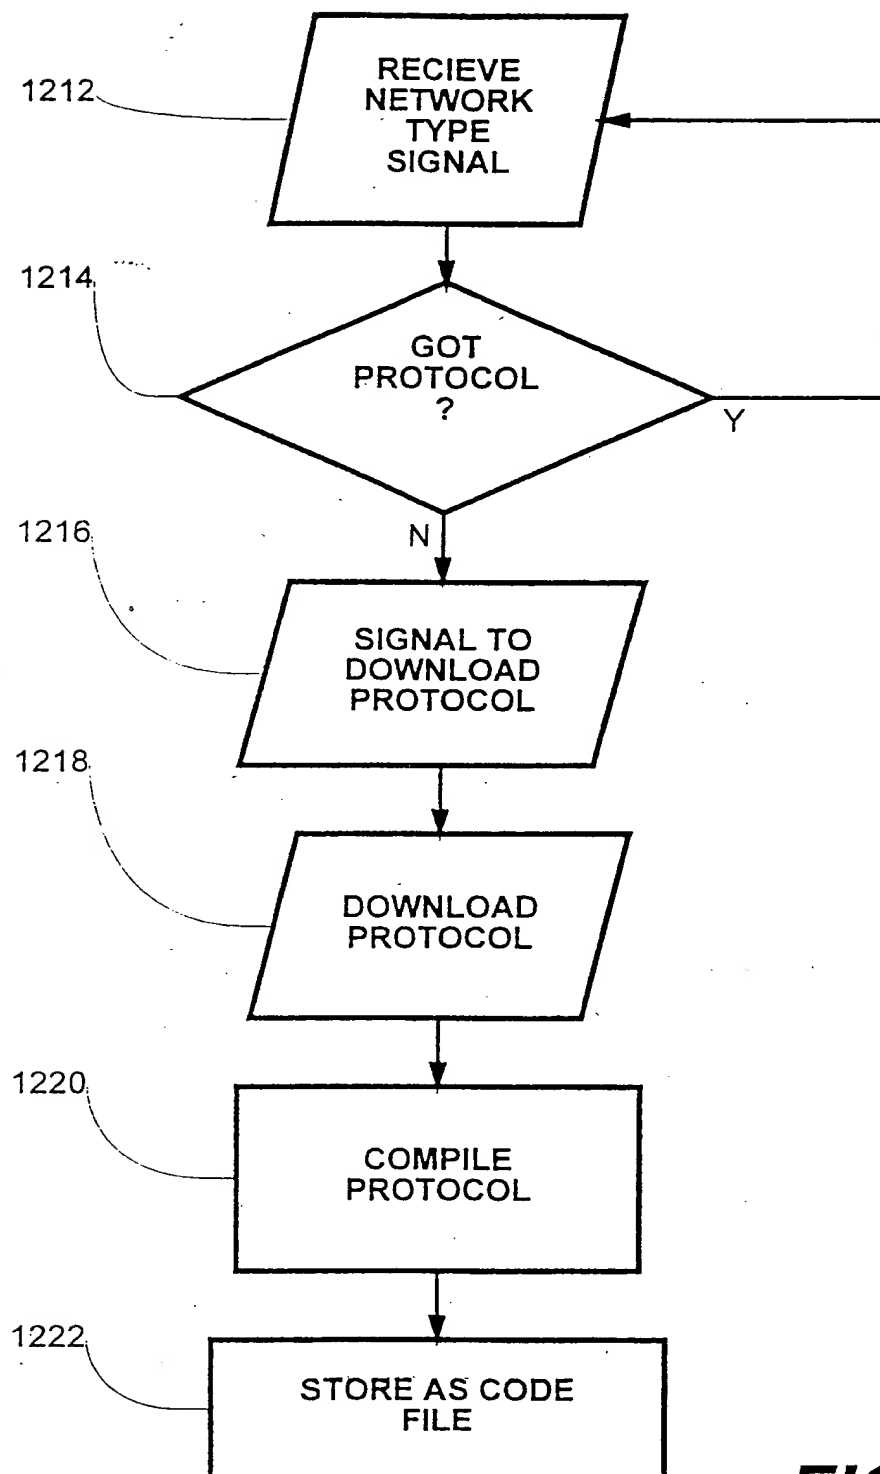 1212
RECIEVE
NETWORK
TYPE
SIGNAL
1214
GOT
PROTOCOL
?
Y
N
1216
SIGNAL TO
DOWNLOAD
PROTOCOL
1218
DOWNLOAD
PROTOCOL
1220
COMPILE
PROTOCOL
1222
STORE AS CODE
FILE